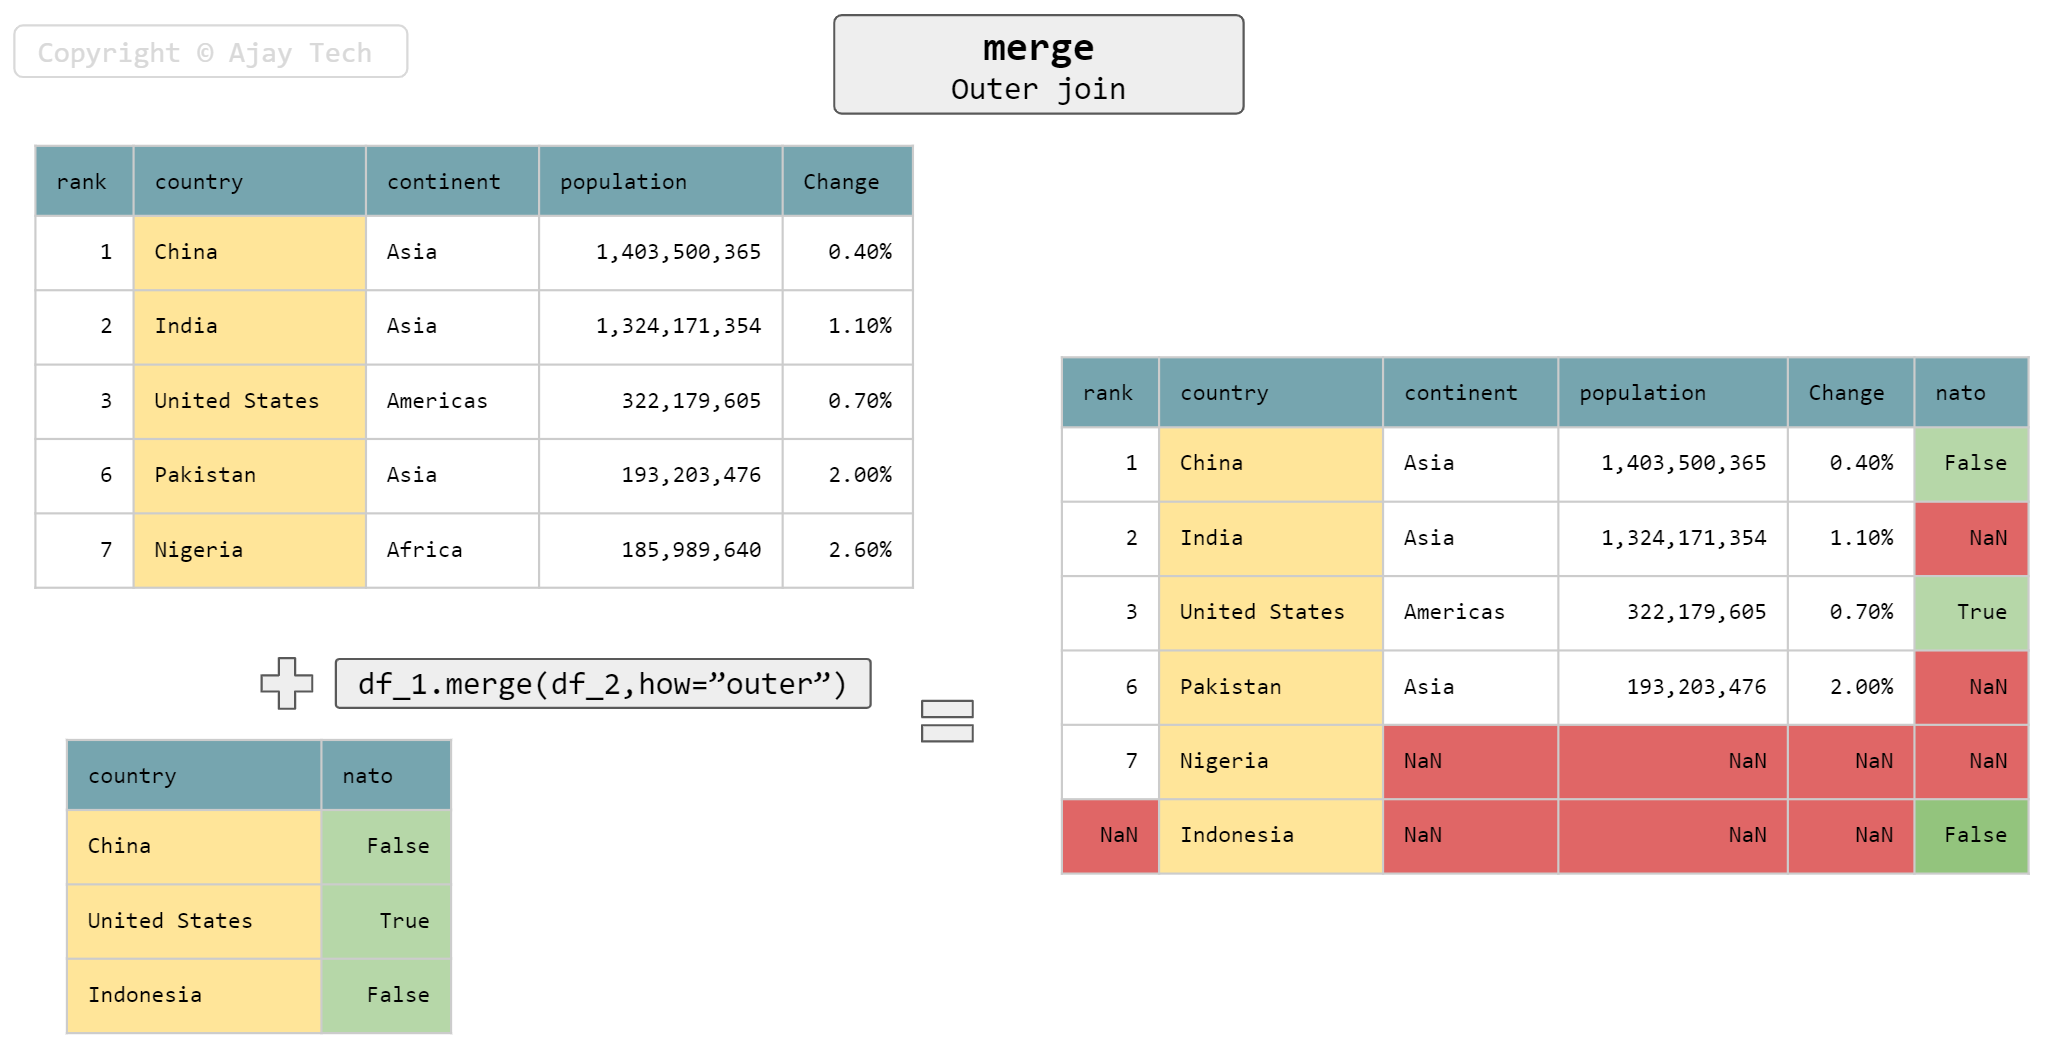 Copyright © Ajay Tech
merge
Outer join
rank country continent population Change
1 China Asia 1,403,500,365 0.40%
2 India Asia 1,324,171,354 1.10%
3 United States Americas 322,179,605 0.70%
6 Pakistan Asia 193,203,476 2.00%
7 Nigeria Africa 185,989,640 2.60%
df_1.merge(df_2,how=”outer”)
country nato
China False
United States True
Indonesia False
rank country continent population Change nato
1 China Asia 1,403,500,365 0.40% False
2 India Asia 1,324,171,354 1.10% NaN
3 United States Americas 322,179,605 0.70% True
6 Pakistan Asia 193,203,476 2.00% NaN
7 Nigeria NaN NaN NaN NaN
NaN Indonesia NaN NaN NaN False